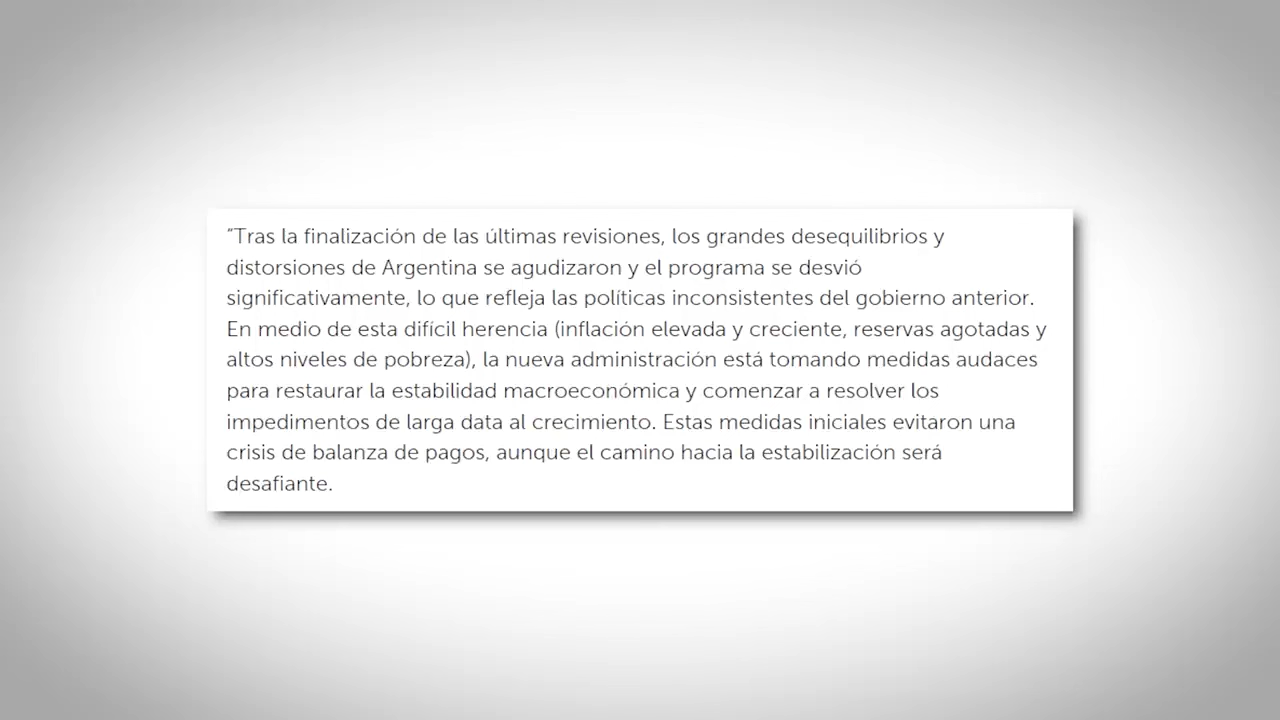 “Tras la finalización de las últimas revisiones, los grandes desequilibrios y
distorsiones de Argentina se agudizaron y el programa se desvió
significativamente, lo que refleja las políticas inconsistentes del gobierno anterior.
En medio de esta difícil herencia (inflación elevada y creciente, reservas agotadas y
altos niveles de pobreza), la nueva administración está tomando medidas audaces
para restaurar la estabilidad macroeconómica y comenzar a resolver los
impedimentos de larga data al crecimiento. Estas medidas iniciales evitaron una
crisis de balanza de pagos, aunque el camino hacia la estabilización será
desafiante.